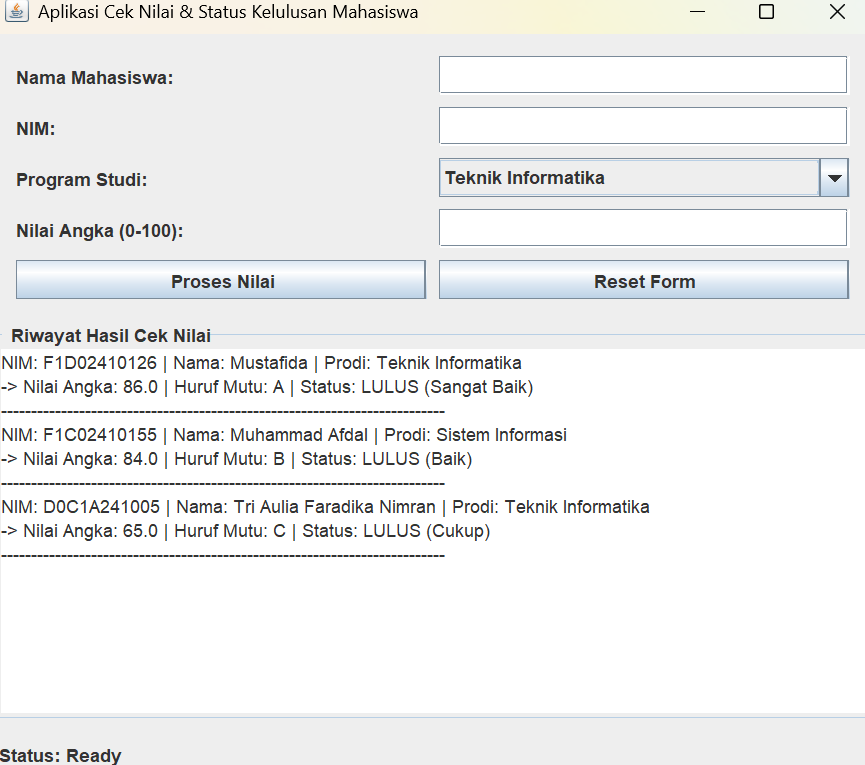 Aplikasi Cek Nilai & Status Kelulusan Mahasiswa
Nama Mahasiswa:
NIM:
Program Studi: Teknik Informatika
Nilai Angka (0-100):
Proses Nilai Reset Form
Riwayat Hasil Cek Nilai
NIM: F1D02410126 | Nama: Mustafida | Prodi: Teknik Informatika
-> Nilai Angka: 86.0 | Huruf Mutu: A | Status: LULUS (Sangat Baik)
--------------------------------------------------------------------------
NIM: F1C02410155 | Nama: Muhammad Afdal | Prodi: Sistem Informasi
-> Nilai Angka: 84.0 | Huruf Mutu: B | Status: LULUS (Baik)
--------------------------------------------------------------------------
NIM: D0C1A241005 | Nama: Tri Aulia Faradika Nimran | Prodi: Teknik Informatika
-> Nilai Angka: 65.0 | Huruf Mutu: C | Status: LULUS (Cukup)
--------------------------------------------------------------------------
Status: Ready